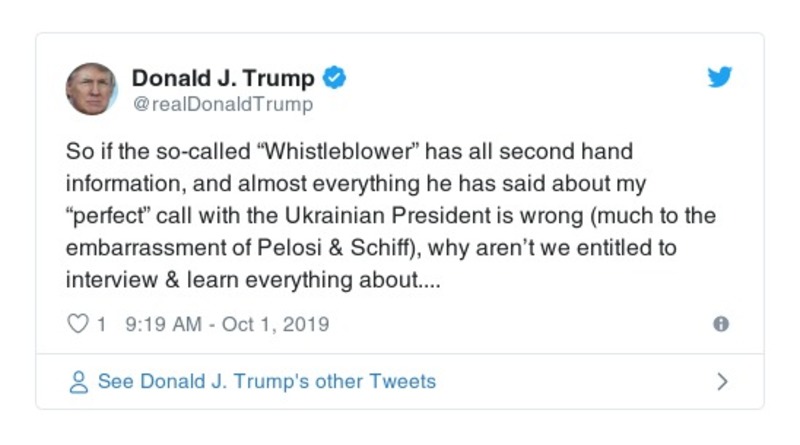 Donald J. Trump
@realDonaldTrump
So if the so-called “Whistleblower” has all second hand
information, and almost everything he has said about my
“perfect” call with the Ukrainian President is wrong (much to the
embarrassment of Pelosi & Schiff), why aren’t we entitled to
interview & learn everything about....
1 9:19 AM - Oct 1, 2019
See Donald J. Trump's other Tweets